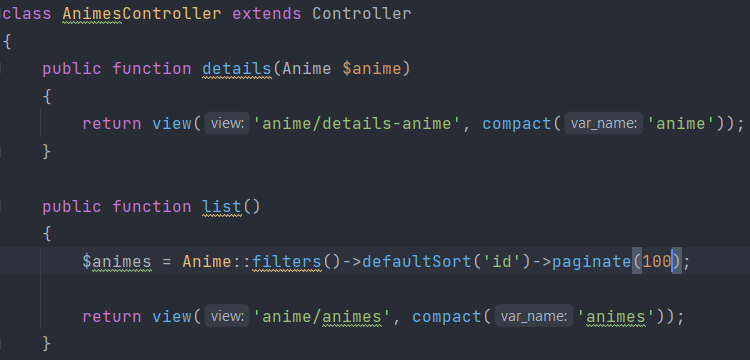 class AnimesController extends Controller
{
public function details(Anime $anime)
{
return view( view: 'anime/details-anime', compact( var_name: 'anime'));
}
public function list()
{
$animes = Anime::filters()->defaultSort('id')->paginate(100);
return view( view: 'anime/animes', compact( var_name: 'animes'));
}